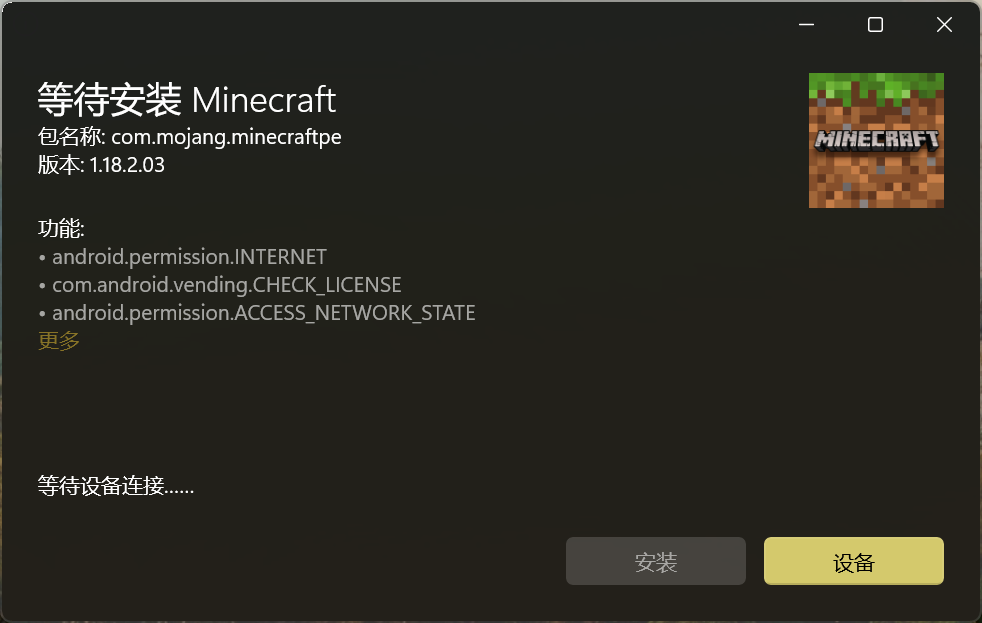 等待安装 Minecraft
包名称: com.mojang.minecraftpe
版本: 1.18.2.03
MINECRAFT
功能:
• android.permission.INTERNET
• com.android.vending.CHECK_LICENSE
• android.permission.ACCESS_NETWORK_STATE
更多
等待设备连接......
安装
设备